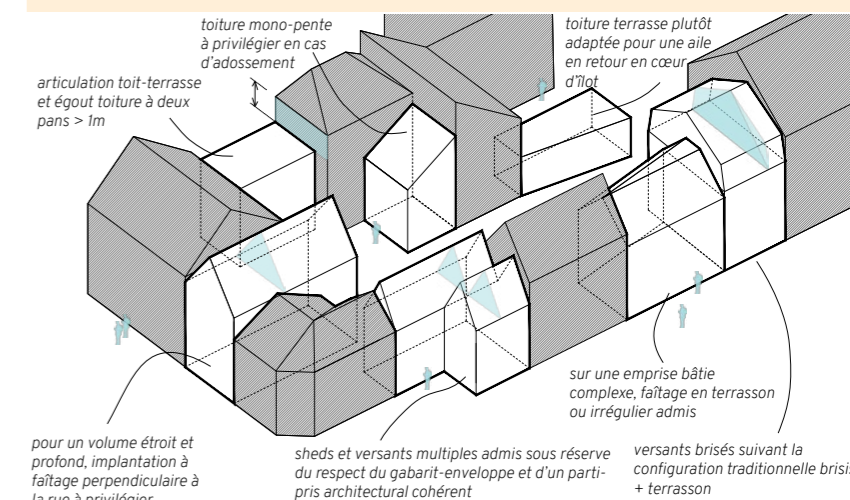 toiture mono-pente
à privilégier en cas
d'adossement
toiture terrasse plutôt
adaptée pour une aile
en retour en cœur
d'îlot
articulation toit-terrasse
et égout toiture à deux
pans > 1m
sur une emprise bâtie
complexe, faîtage en terrasson
ou irrégulier admis
pour un volume étroit et
profond, implantation à
faîtage perpendiculaire à
la rue à privilégier
sheds et versants multiples admis sous réserve
du respect du gabarit-enveloppe et d'un parti-
pris architectural cohérent
versants brisés suivant la
configuration traditionnelle
+ terrasson